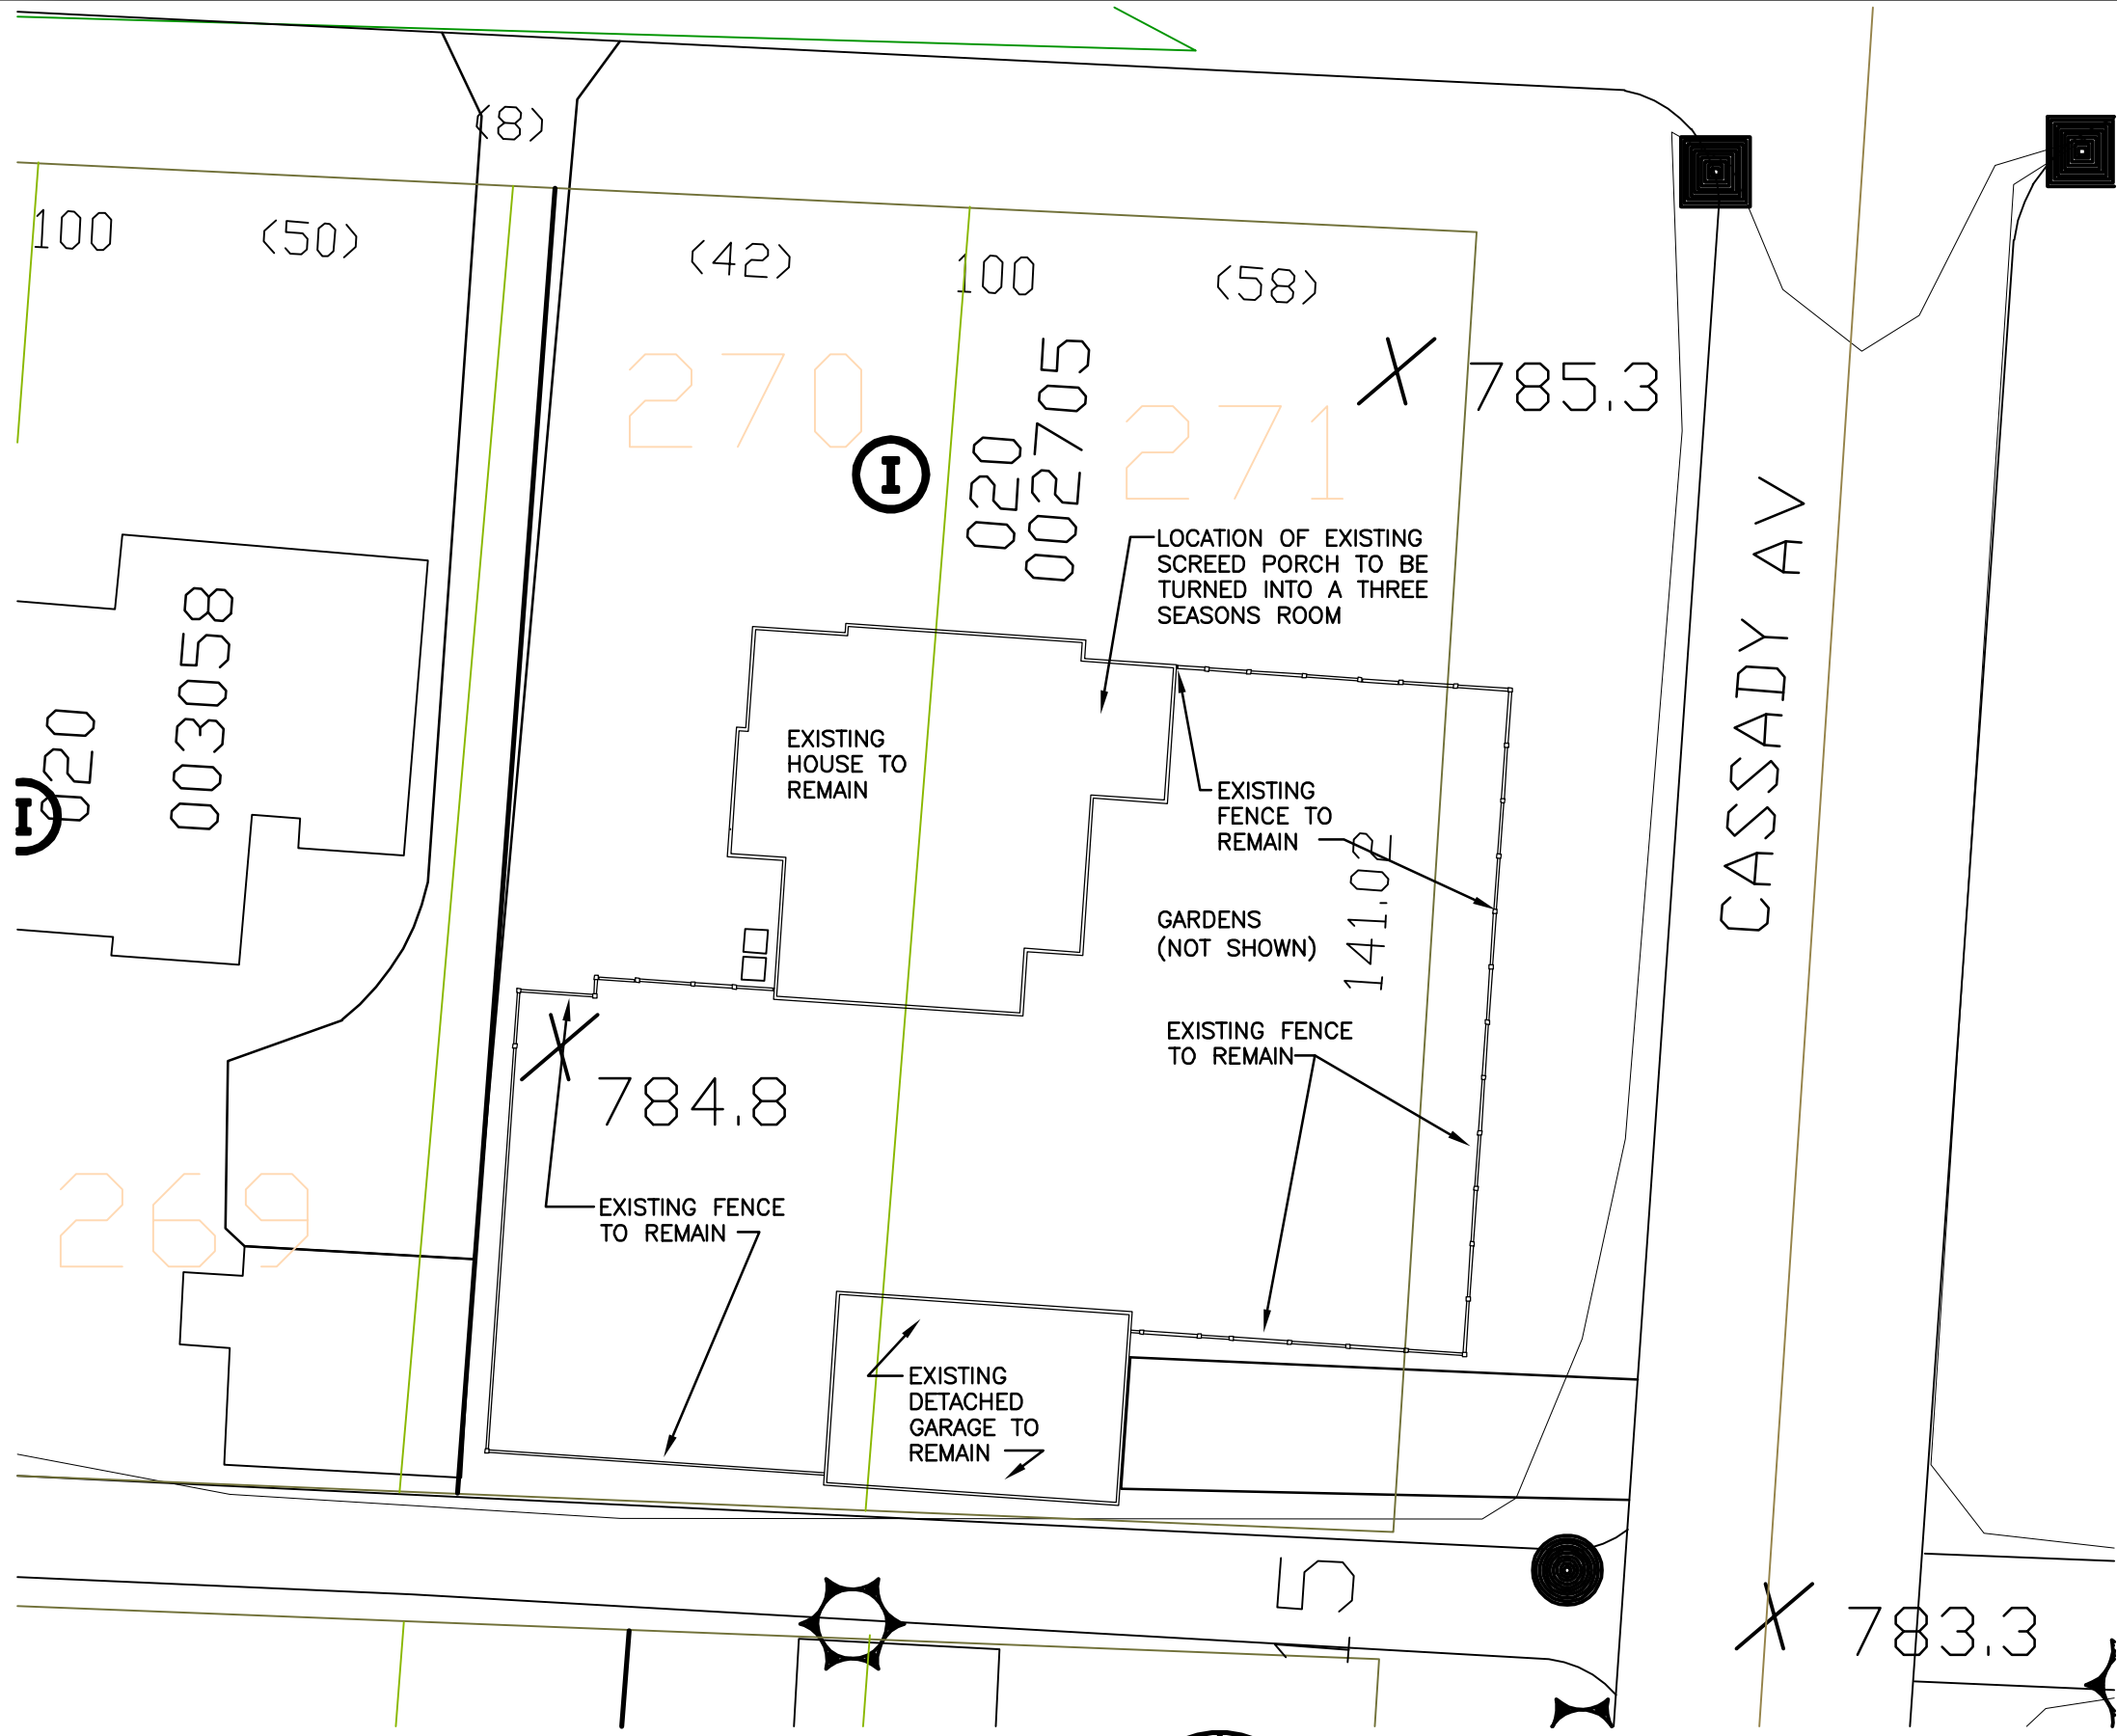 (8)
100
(50)
(42)
100
(58)
270
271
785.3
020
002705
I
LOCATION OF EXISTING
SCREED PORCH TO BE
TURNED INTO A THREE
SEASONS ROOM
CASSADY AV
020
003058
I
EXISTING
HOUSE TO
REMAIN
EXISTING
FENCE TO
REMAIN
141.02
GARDENS
(NOT SHOWN)
EXISTING FENCE
TO REMAIN
784.8
269
EXISTING FENCE
TO REMAIN
EXISTING
DETACHED
GARAGE TO
REMAIN
15
783.3